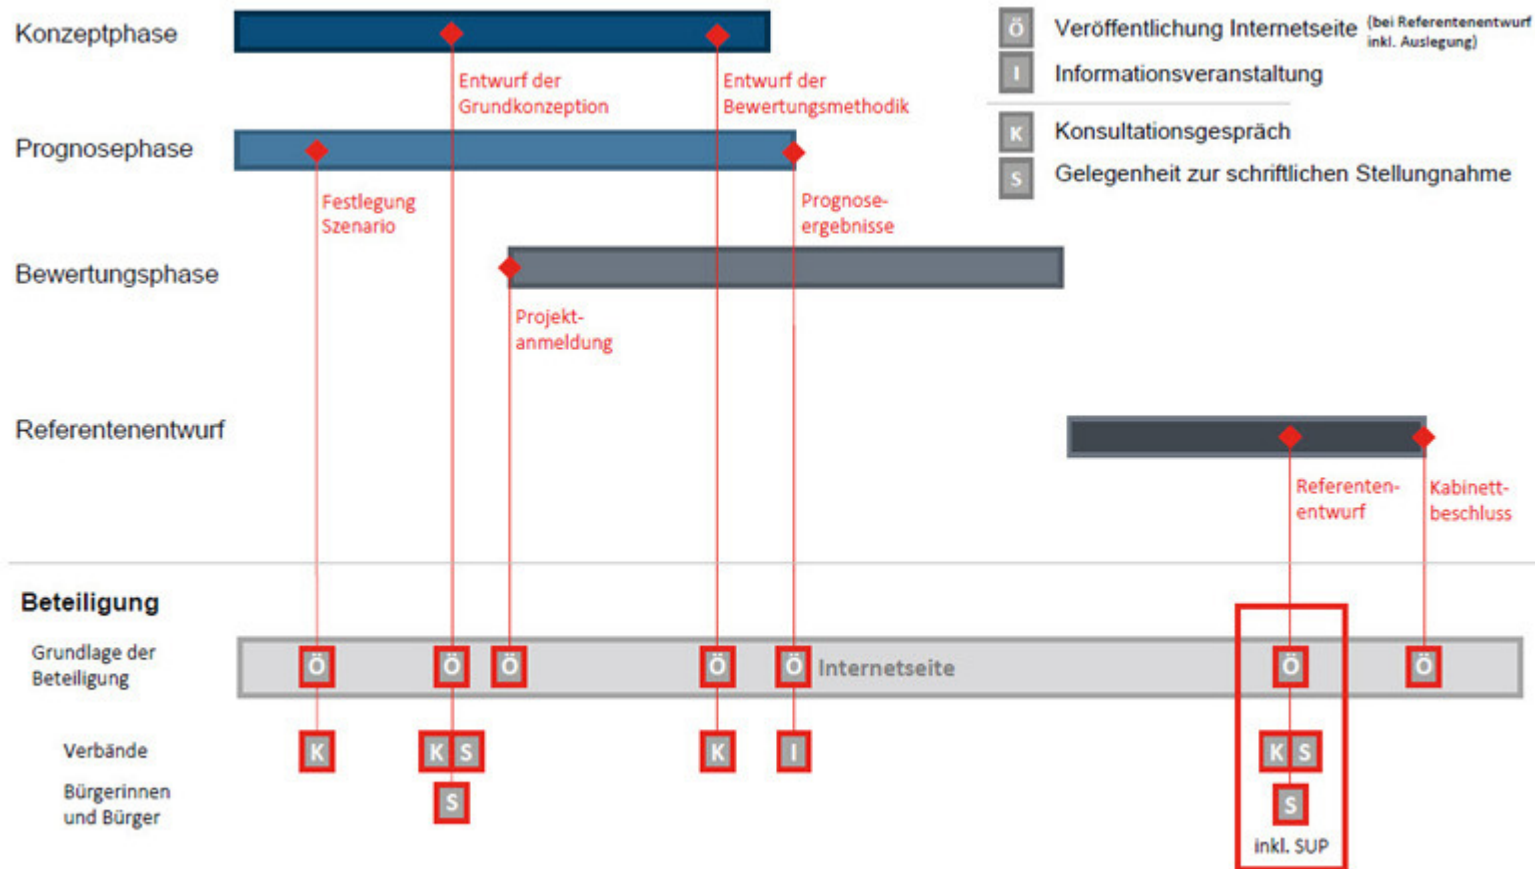 Konzeptphase
Entwurf der
Grundkonzeption
Entwurf der
Bewertungsmethodik
Ö Veröffentlichung Internetseite (bei Referentenentwurf
inkl. Auslegung)
I Informationsveranstaltung
K Konsultationsgespräch
S Gelegenheit zur schriftlichen Stellungnahme
Prognosephase
Festlegung
Szenario
Prognose-
ergebnisse
Bewertungsphase
Projekt-
anmeldung
Referentenentwurf
Referenten-
entwurf
Kabinett-
beschluss
Beteiligung
Grundlage der
Beteiligung
Ö Ö Ö Ö Ö Internetseite Ö Ö
Verbände
K K S K I K S
Bürgerinnen
und Bürger
S S
inkl. SUP